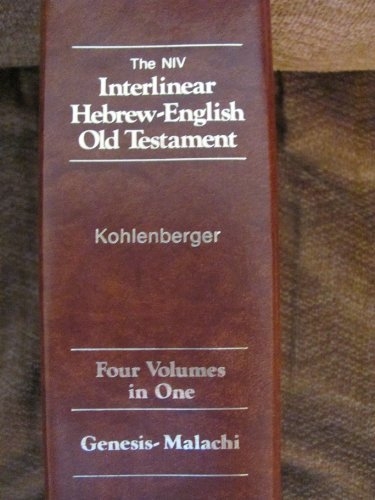 The NIV
Interlinear
Hebrew-English
Old Testament
Kohlenberger
Four Volumes
in One
Genesis-Malachi